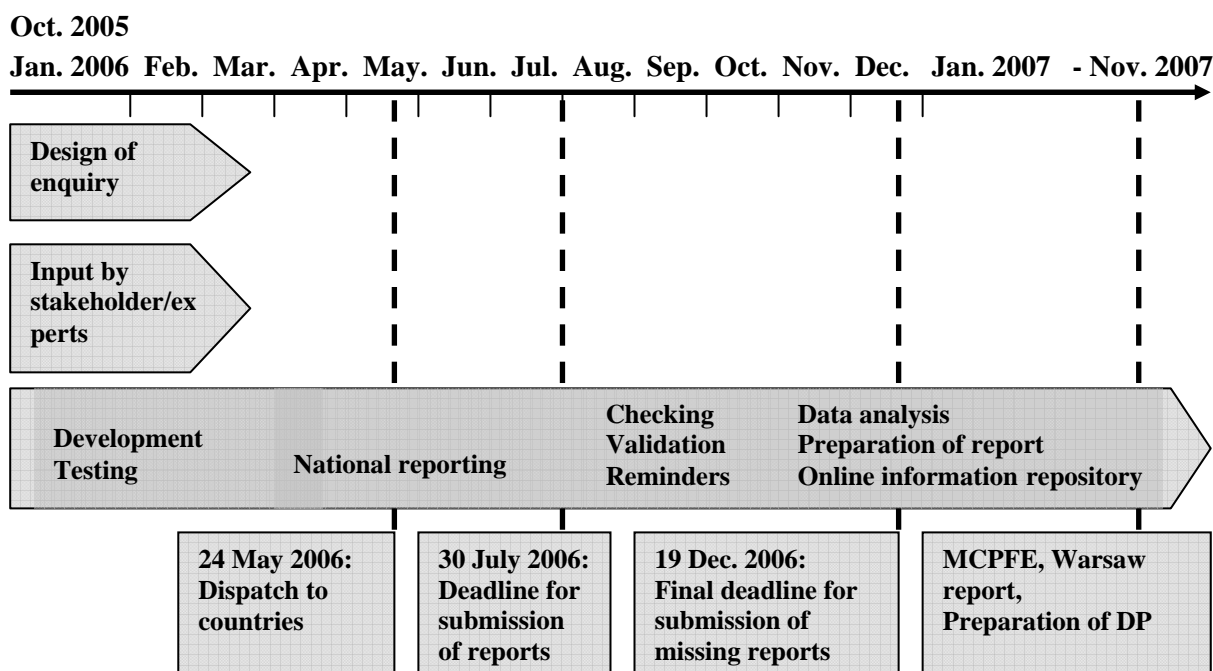 Oct. 2005
Jan. 2006 Feb. Mar. Apr. May. Jun. Jul. Aug. Sep. Oct. Nov. Dec. Jan. 2007 - Nov. 2007
Design of
enquiry
Input by
stakeholder/ex
perts
Development
Testing
National reporting
Checking
Validation
Reminders
Data analysis
Preparation of report
Online information repository
24 May 2006:
Dispatch to
countries
30 July 2006:
Deadline for
submission
of reports
19 Dec. 2006:
Final deadline for
submission of
missing reports
MCPFE, Warsaw
report,
Preparation of DP